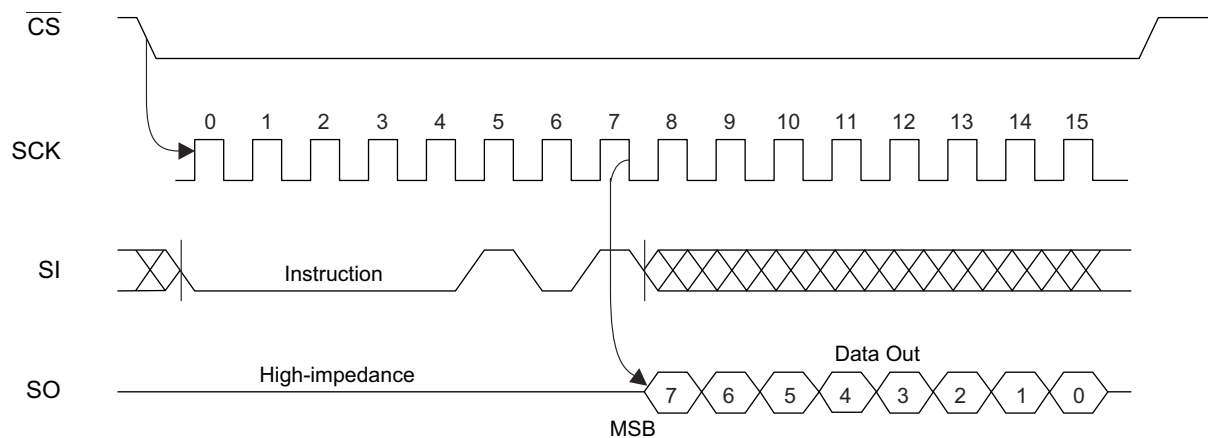 CS
SCK
0 1 2 3 4 5 6 7 8 9 10 11 12 13 14 15
SI
Instruction
SO
High-impedance
Data Out
7 6 5 4 3 2 1 0
MSB